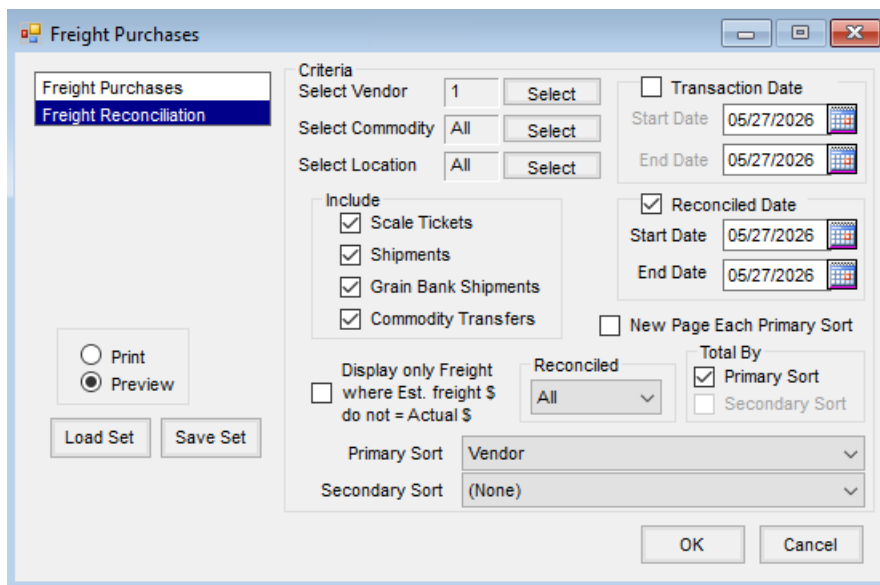 Freight Purchases
Freight Purchases
Freight Reconciliation
Print
Preview
Load Set
Save Set
Criteria
Select Vendor 1 Select
Select Commodity All Select
Select Location All Select
Include
Scale Tickets
Shipments
Grain Bank Shipments
Commodity Transfers
Transaction Date
Start Date 05/27/2026
End Date 05/27/2026
Reconciled Date
Start Date 05/27/2026
End Date 05/27/2026
New Page Each Primary Sort
Display only Freight
where Est. freight $
do not = Actual $
Reconciled
All
Total By
Primary Sort
Secondary Sort
Primary Sort Vendor
Secondary Sort (None)
OK Cancel